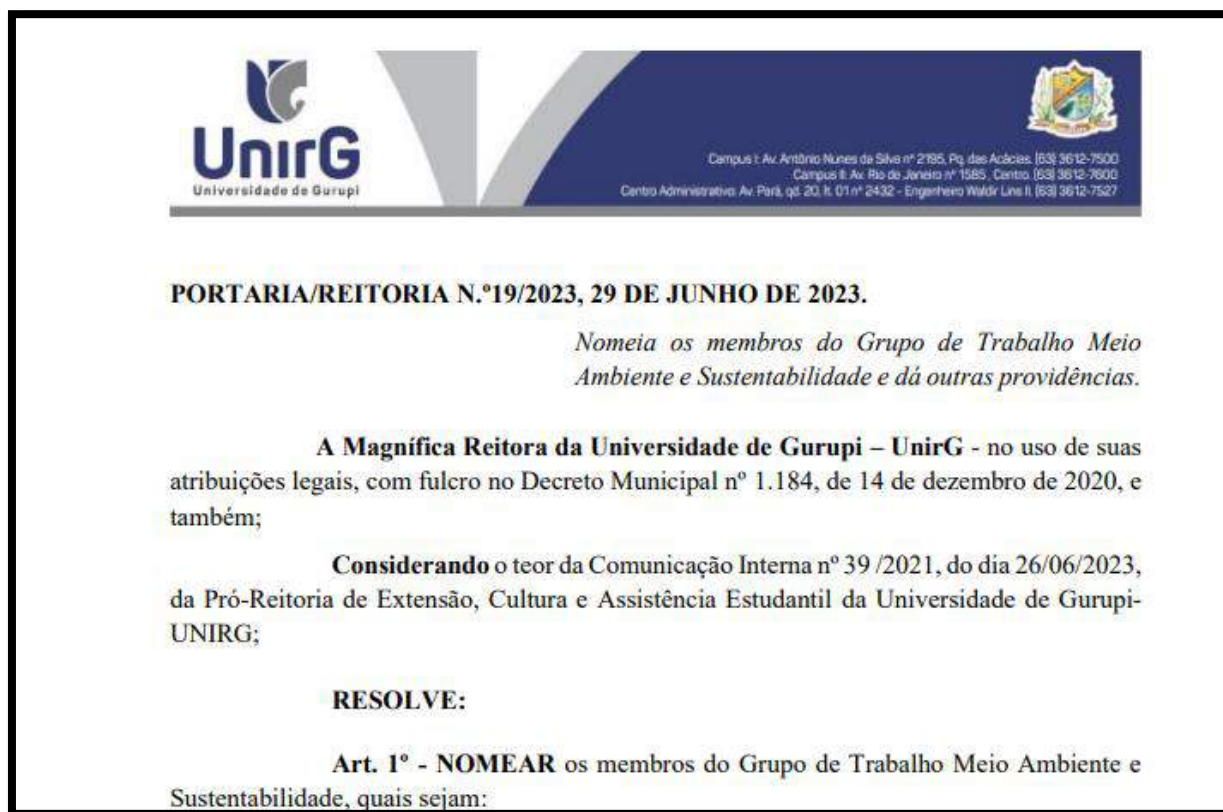 UnirG
Universidade de Gurupi
Campus I: Av. Antônio Nunes da Silva nº 2195, Pq. das Acácias. (63) 3612-7500
Campus II: Av. Rio de Janeiro nº 1585, Centro. (63) 3612-7600
Centro Administrativo: Av. Pará, qd. 20, lt. 01 nº 2432 - Engenheiro Waldir Lins II. (63) 3612-7527
PORTARIA/REITORIA N.º19/2023, 29 DE JUNHO DE 2023.
Nomeia os membros do Grupo de Trabalho Meio
Ambiente e Sustentabilidade e dá outras providências.
A Magnífica Reitora da Universidade de Gurupi – UnirG - no uso de suas
atribuições legais, com fulcro no Decreto Municipal nº 1.184, de 14 de dezembro de 2020, e
também;
Considerando o teor da Comunicação Interna nº 39 /2021, do dia 26/06/2023,
da Pró-Reitoria de Extensão, Cultura e Assistência Estudantil da Universidade de Gurupi-
UNIRG;
RESOLVE:
Art. 1º - NOMEAR os membros do Grupo de Trabalho Meio Ambiente e
Sustentabilidade, quais sejam: